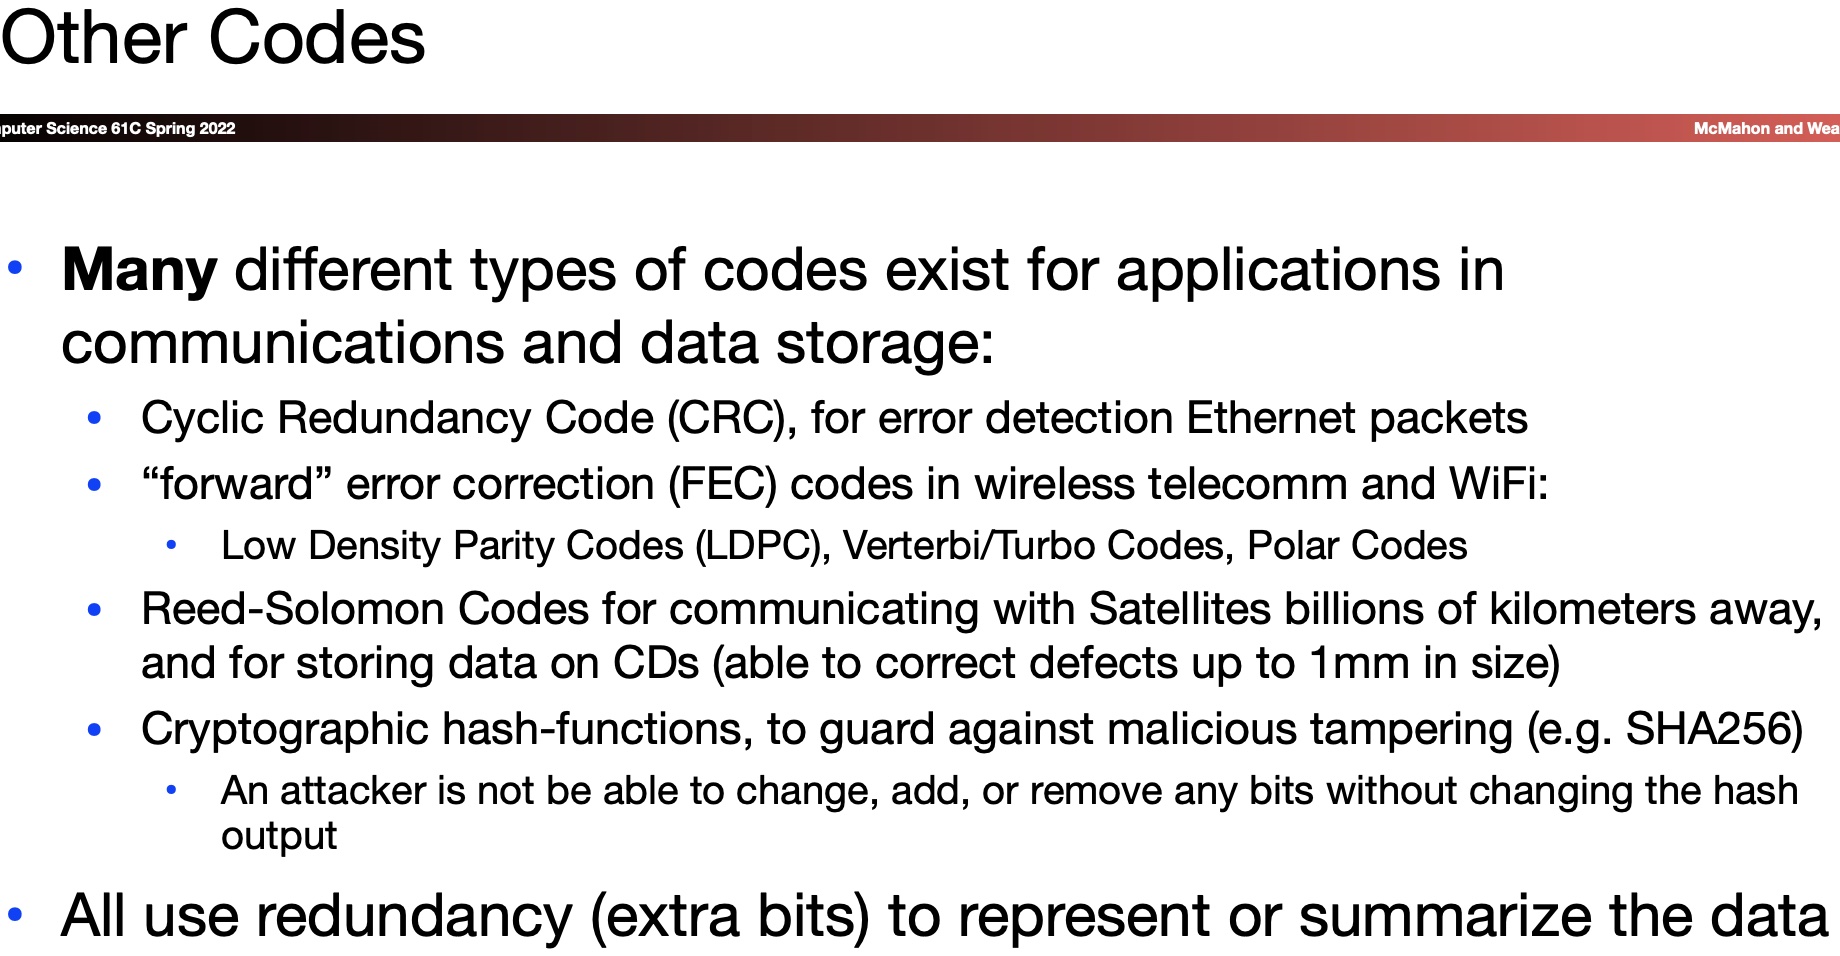 Other Codes
puter Science 61C Spring 2022
McMahon and Wea
• Many different types of codes exist for applications in
communications and data storage:
• Cyclic Redundancy Code (CRC), for error detection Ethernet packets
• “forward” error correction (FEC) codes in wireless telecomm and WiFi:
• Low Density Parity Codes (LDPC), Verterbi/Turbo Codes, Polar Codes
• Reed-Solomon Codes for communicating with Satellites billions of kilometers away,
and for storing data on CDs (able to correct defects up to 1mm in size)
• Cryptographic hash-functions, to guard against malicious tampering (e.g. SHA256)
• An attacker is not be able to change, add, or remove any bits without changing the hash
output
• All use redundancy (extra bits) to represent or summarize the data